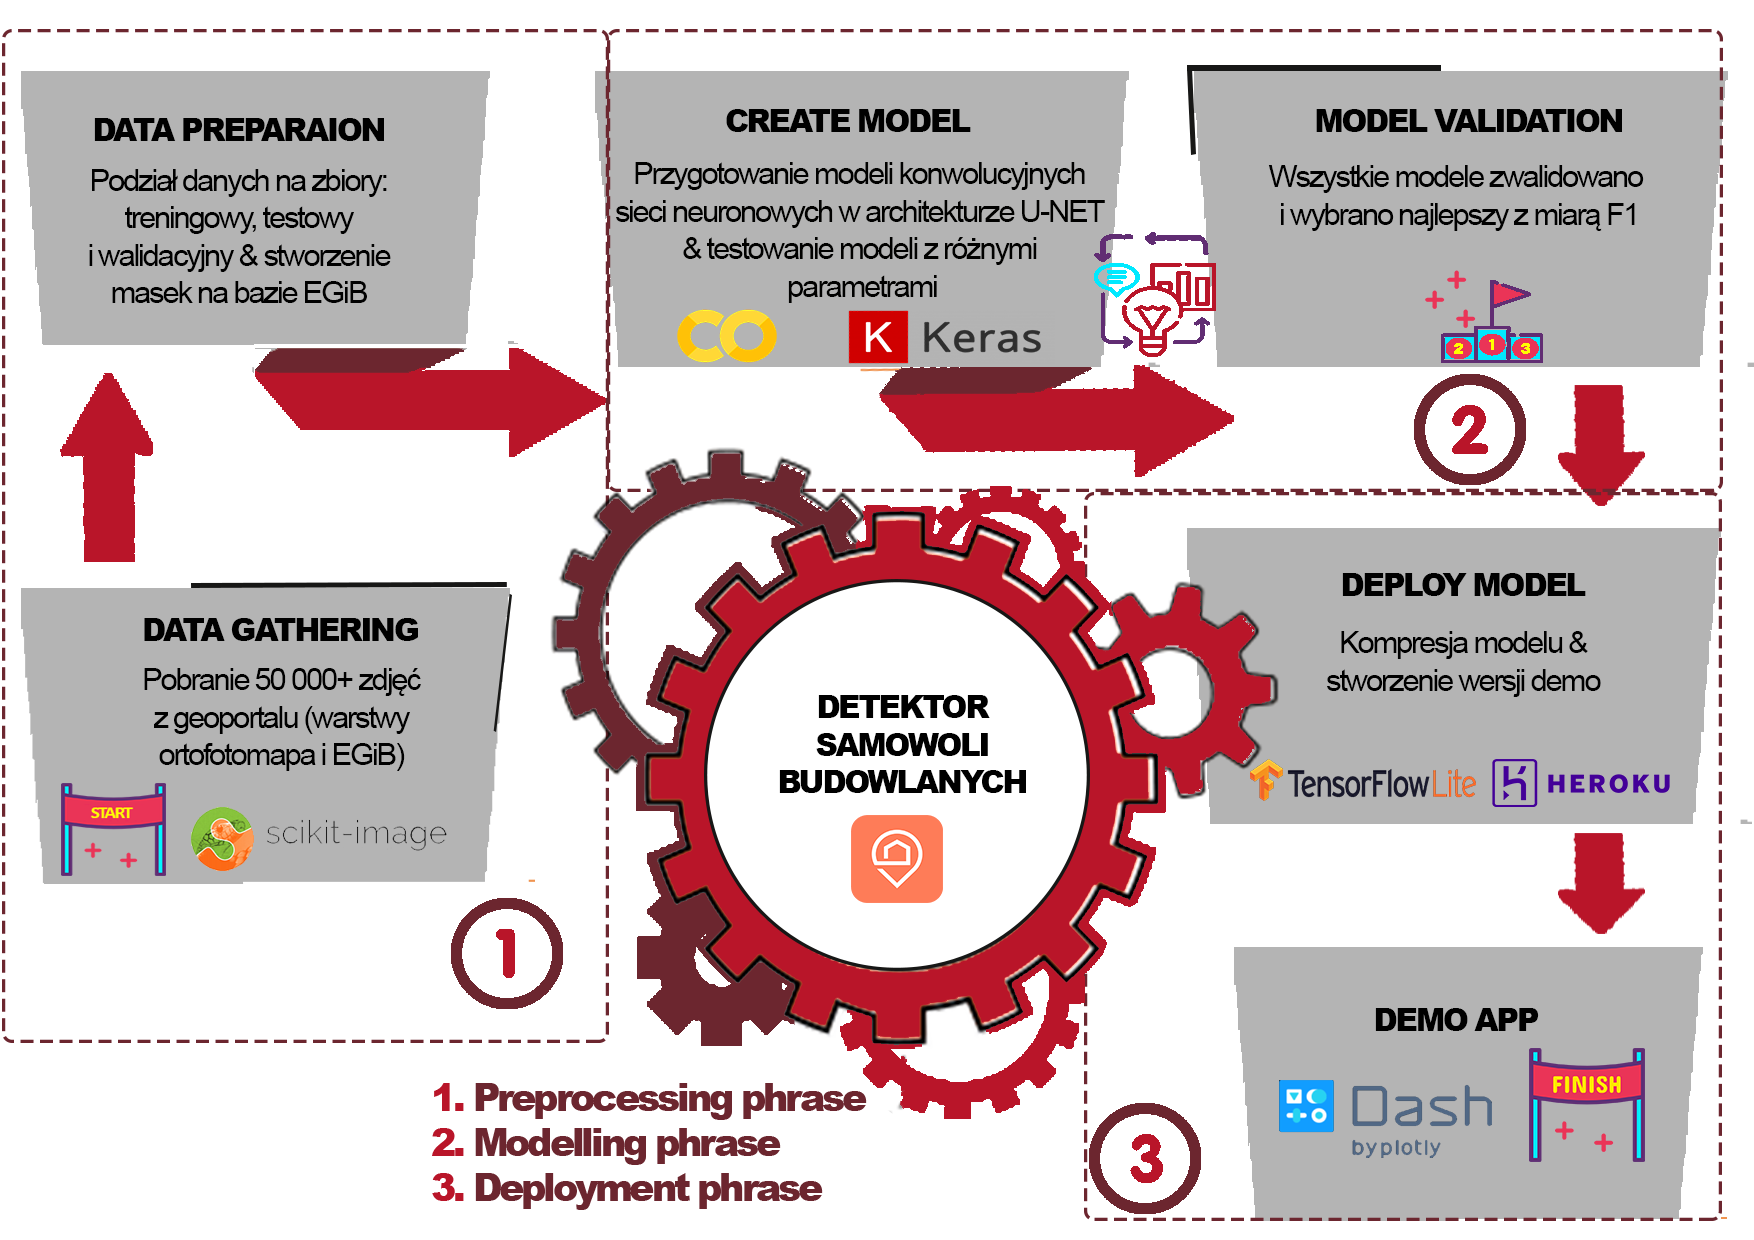 DATA PREPARAION
Podział danych na zbiory:
treningowy, testowy
i walidacyjny & stworzenie
masek na bazie EGiB
CREATE MODEL
Przygotowanie modeli konwolucyjnych
sieci neuronowych w architekturze U-NET
& testowanie modeli z różnymi
parametrami
CO
K Keras
MODEL VALIDATION
Wszystkie modele zwalidowano
i wybrano najlepszy z miarą F1
2 1 3
2
DATA GATHERING
Pobranie 50 000+ zdjęć
z geoportalu (warstwy
ortofotomapa i EGiB)
START
scikit-image
1
DETEKTOR
SAMOWOLI
BUDOWLANYCH
DEPLOY MODEL
Kompresja modelu &
stworzenie wersji demo
TensorFlow Lite
HEROKU
DEMO APP
Dash
by plotly
FINISH
3
1. Preprocessing phrase
2. Modelling phrase
3. Deployment phrase